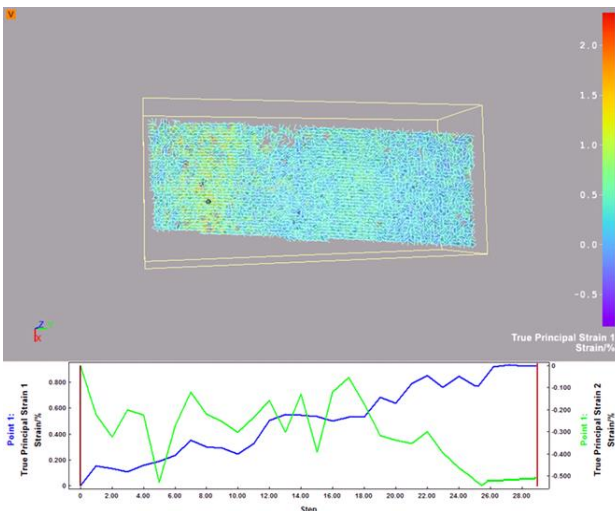 V
2.0
1.5
1.0
0.5
0.0
-0.5
Z Y
X
True Principal Strain 1
Strain/%
Point 1:
True Principal Strain 1
Strain/%
0.800
0.600
0.400
0.200
0
0
-0.100
-0.200
-0.300
-0.400
-0.500
Point 1:
True Principal Strain 2
Strain/%
0 2.00 4.00 6.00 8.00 10.00 12.00 14.00 16.00 18.00 20.00 22.00 24.00 26.00 28.00
Step